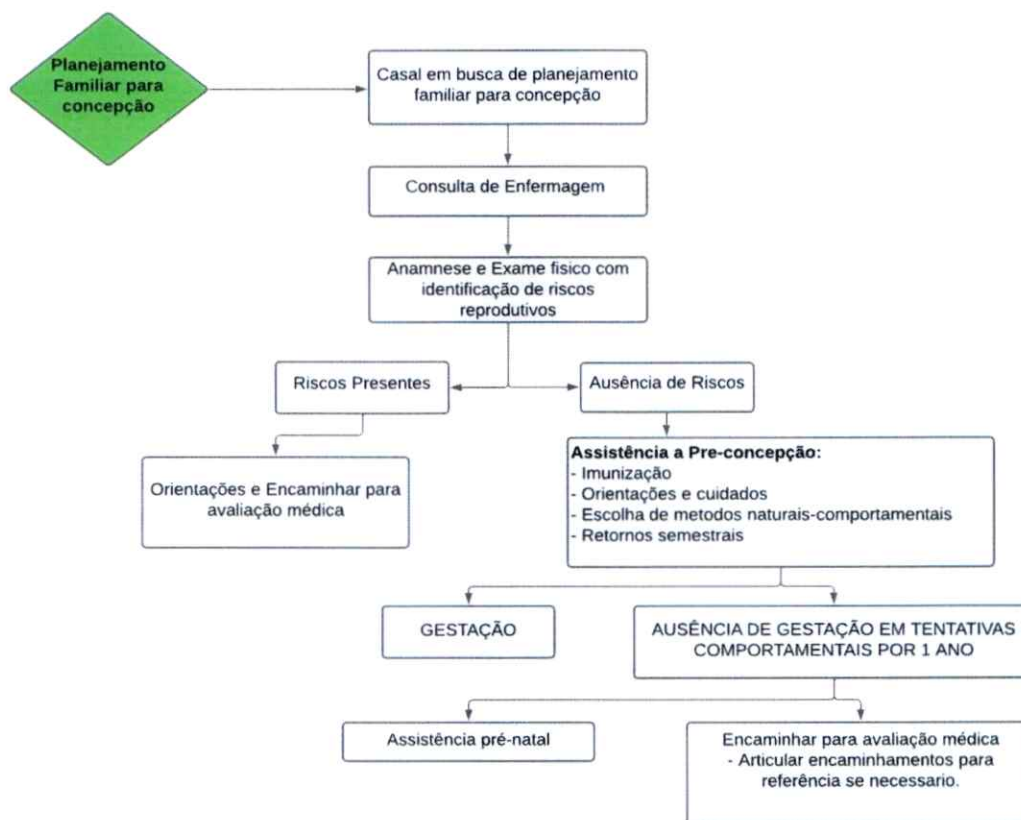 Planejamento
Familiar para
concepção
Casal em busca de planejamento
familiar para concepção
Consulta de Enfermagem
Anamnese e Exame fisico com
identificação de riscos
reprodutivos
Riscos Presentes
Ausência de Riscos
Orientações e Encaminhar para
avaliação médica
Assistência a Pre-concepção:
- Imunização
- Orientações e cuidados
- Escolha de metodos naturais-comportamentais
- Retornos semestrais
GESTAÇÃO
AUSÊNCIA DE GESTAÇÃO EM TENTATIVAS
COMPORTAMENTAIS POR 1 ANO
Assistência pré-natal
Encaminhar para avaliação médica
- Articular encaminhamentos para
referência se necessario.